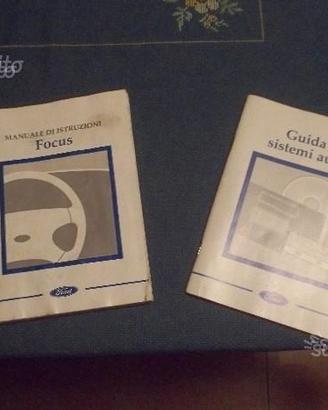 MANUALE DI ISTRUZIONI
Focus
Ford
Guida
sistemi au
Ford